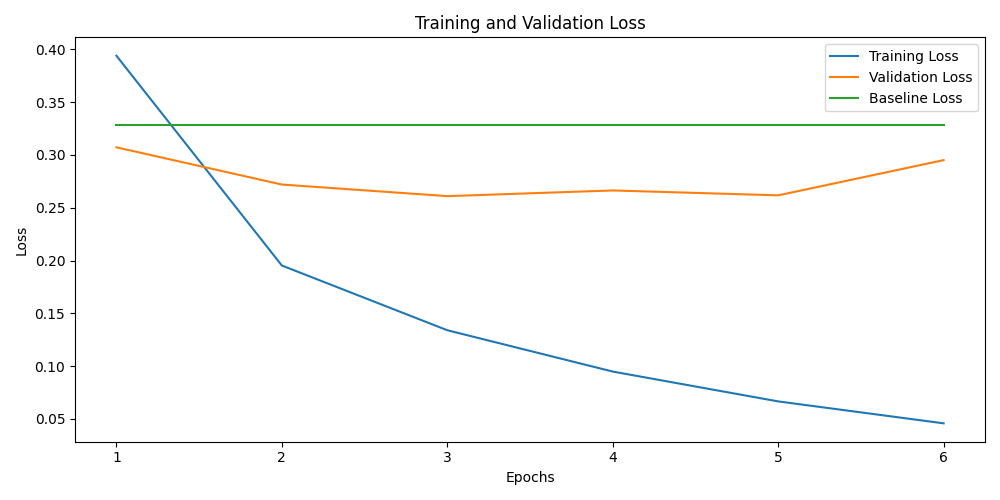 Training and Validation Loss
Training Loss
Validation Loss
Baseline Loss
Loss
0.40
0.35
0.30
0.25
0.20
0.15
0.10
0.05
1 2 3 4 5 6
Epochs